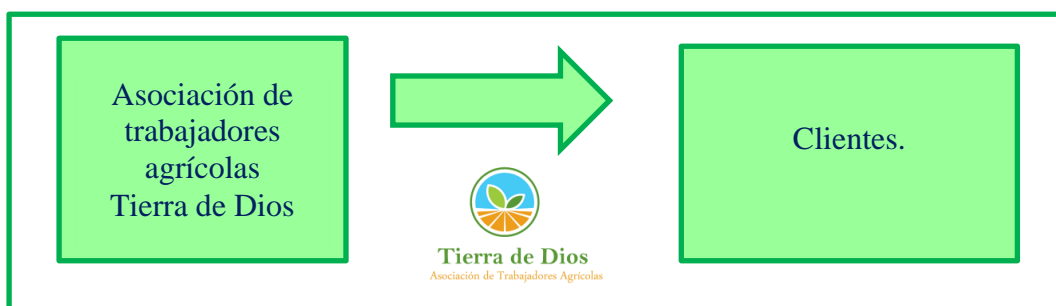 Asociación de
trabajadores
agrícolas
Tierra de Dios
Clientes.
Tierra de Dios
Asociación de Trabajadores Agrícolas